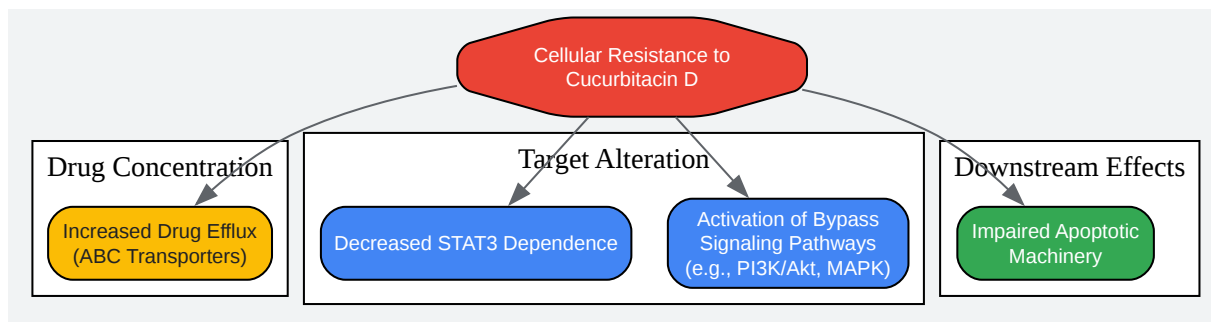 Cellular Resistance to
Cucurbitacin D
Drug Concentration
Increased Drug Efflux
(ABC Transporters)
Target Alteration
Decreased STAT3 Dependence
Activation of Bypass
Signaling Pathways
(e.g., PI3K/Akt, MAPK)
Downstream Effects
Impaired Apoptotic
Machinery